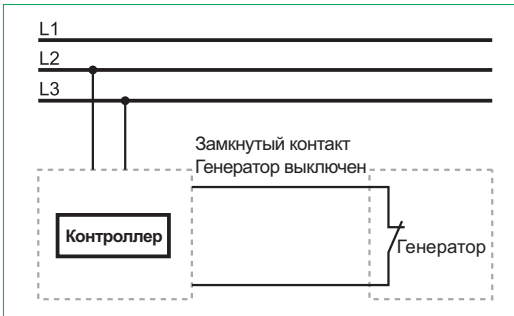 L1
L2
L3
Замкнутый контакт
Генератор выключен
Контроллер
Генератор